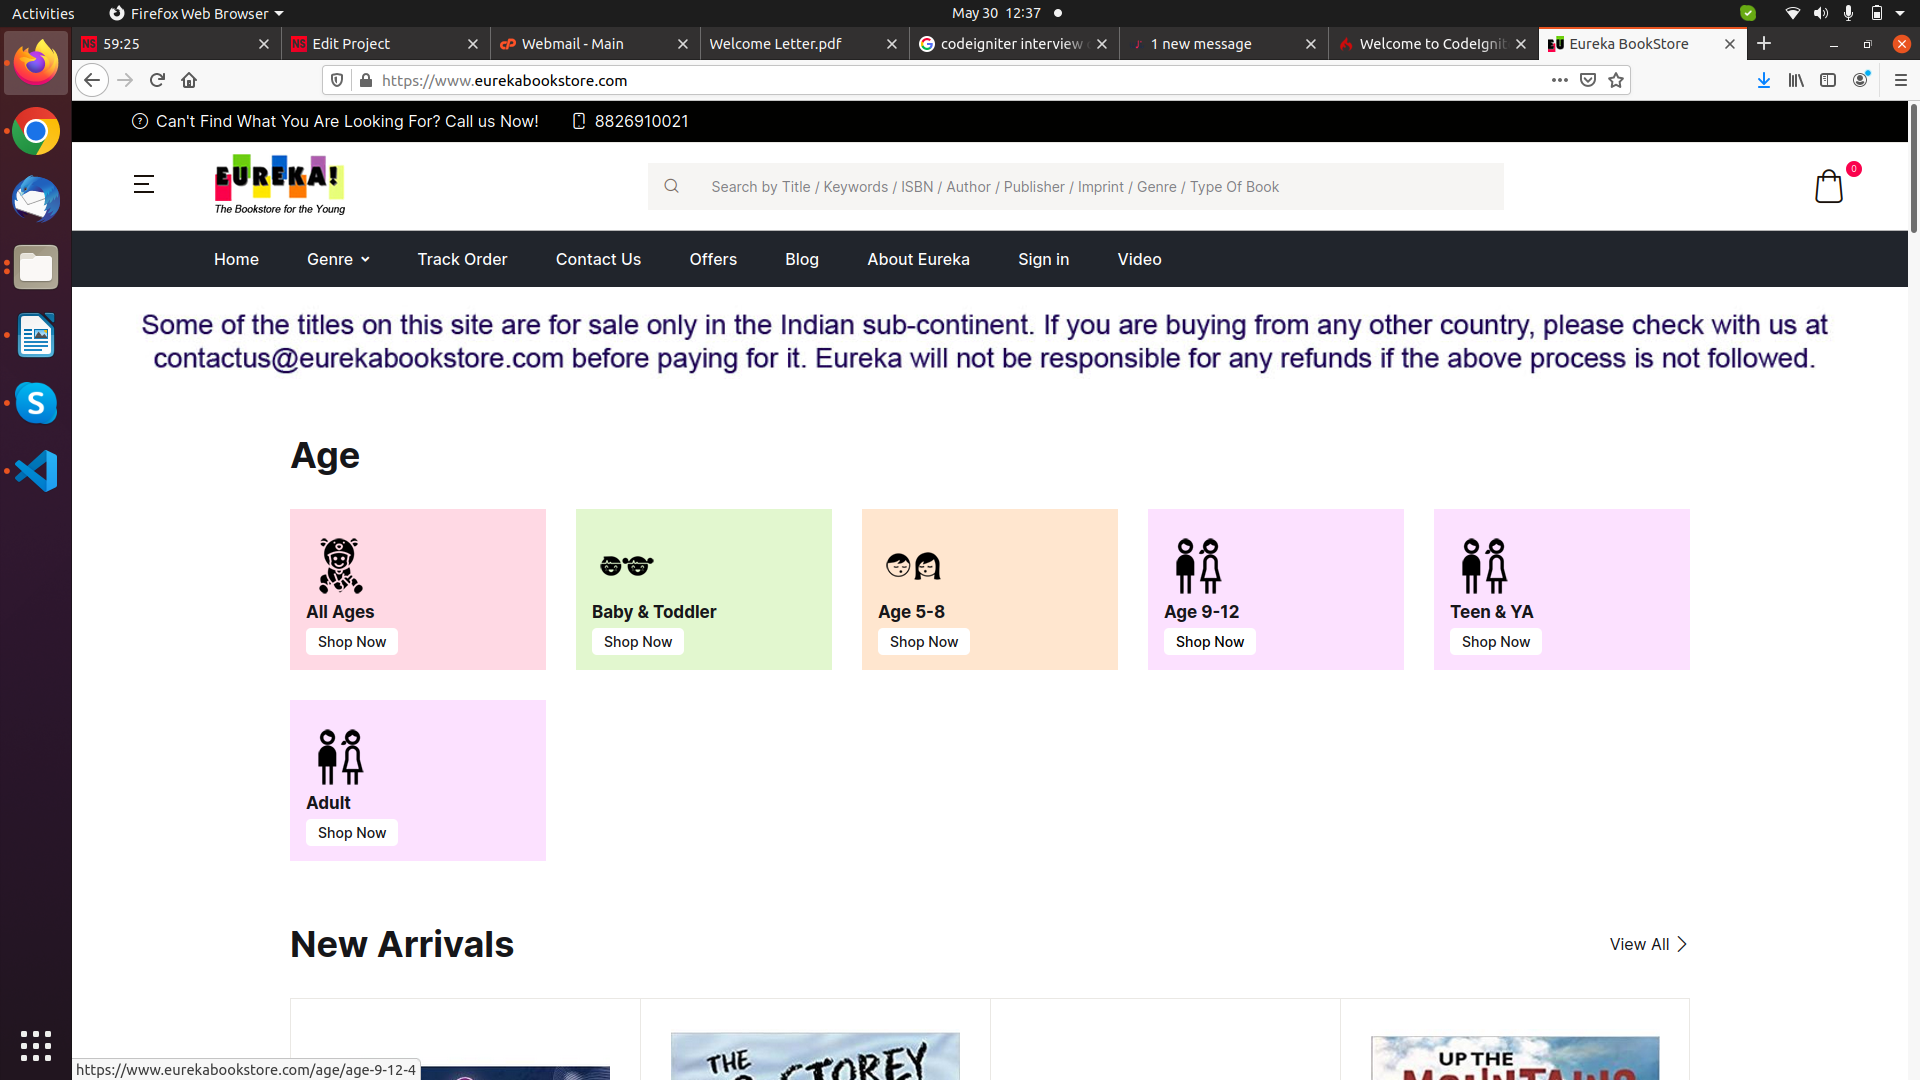 Activities
Firefox Web Browser
May 30 12:37
NS 59:25
NS Edit Project
cP Webmail - Main
Welcome Letter.pdf
codeigniter interview
1 new message
Welcome to CodeIgnit
EU Eureka BookStore
https://www.eurekabookstore.com
Can't Find What You Are Looking For? Call us Now!
8826910021
EUREKA!
The Bookstore for the Young
Search by Title / Keywords / ISBN / Author / Publisher / Imprint / Genre / Type Of Book
0
Home
Genre
Track Order
Contact Us
Offers
Blog
About Eureka
Sign in
Video
Some of the titles on this site are for sale only in the Indian sub-continent. If you are buying from any other country, please check with us at
contactus@eurekabookstore.com before paying for it. Eureka will not be responsible for any refunds if the above process is not followed.
Age
All Ages
Shop Now
Baby & Toddler
Shop Now
Age 5-8
Shop Now
Age 9-12
Shop Now
Teen & YA
Shop Now
Adult
Shop Now
New Arrivals
View All
THE
UP THE
https://www.eurekabookstore.com/age/age-9-12-4